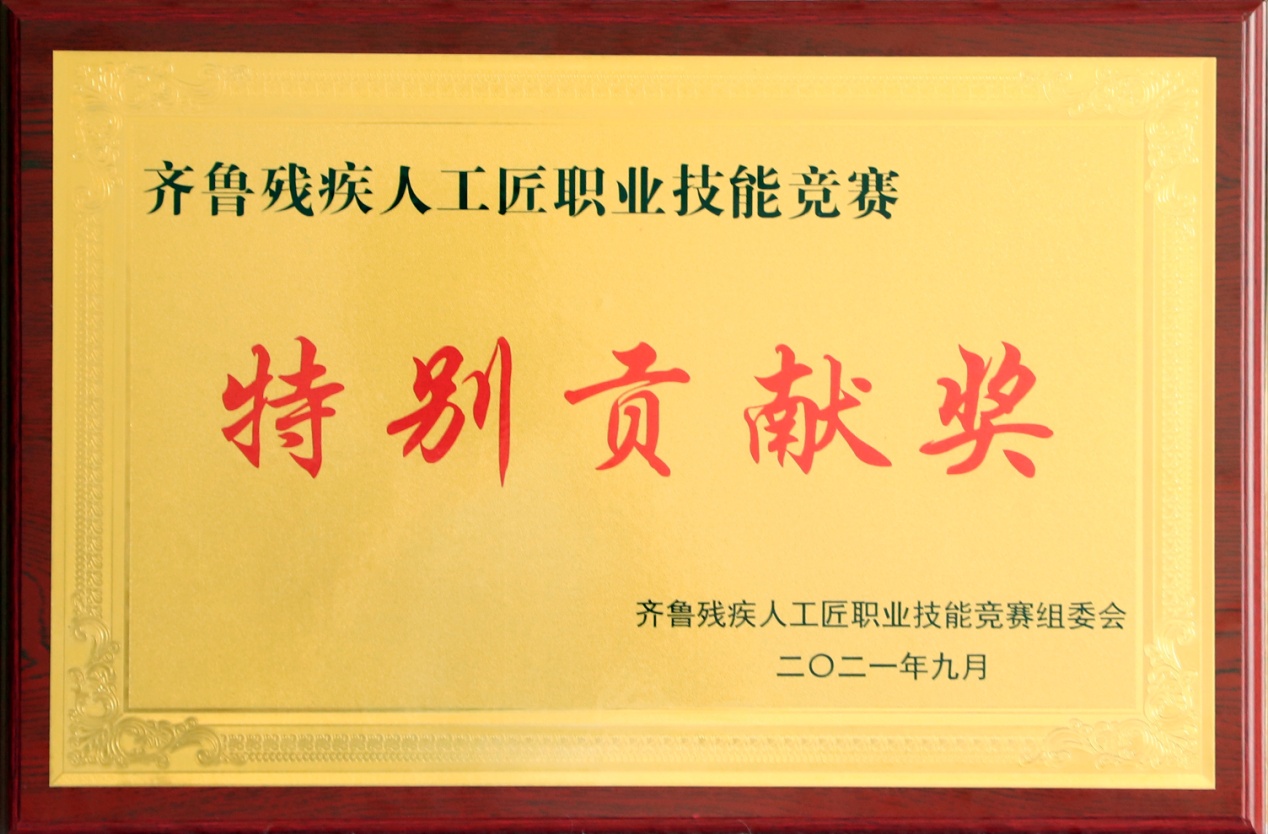 齐鲁残疾人工匠职业技能竞赛
特别贡献奖
齐鲁残疾人工匠职业技能竞赛组委会
二〇二一年九月